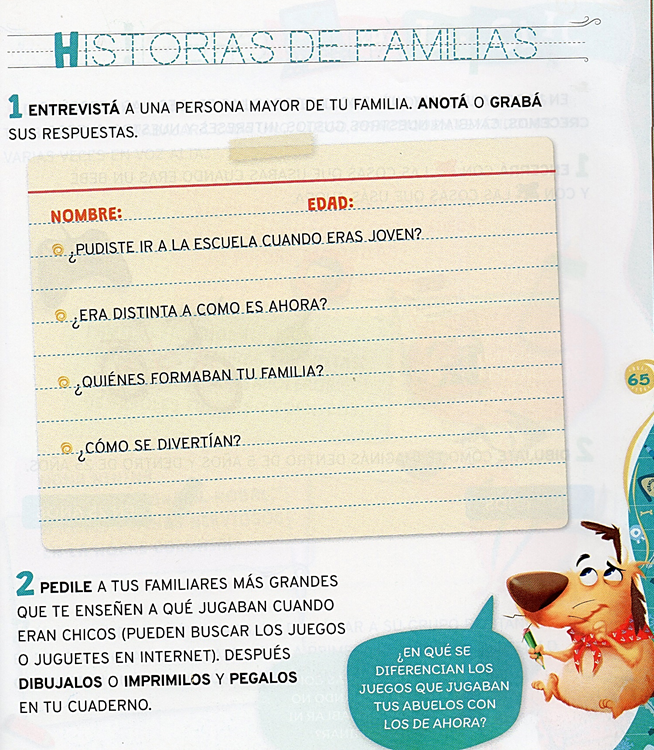 HISTORIAS DE FAMILIAS
1 ENTREVISTÁ A UNA PERSONA MAYOR DE TU FAMILIA. ANOTÁ O GRABÁ
SUS RESPUESTAS.
NOMBRE: EDAD:
¿PUDISTE IR A LA ESCUELA CUANDO ERAS JOVEN?
¿ERA DISTINTA A COMO ES AHORA?
¿QUIÉNES FORMABAN TU FAMILIA?
¿CÓMO SE DIVERTÍAN?
65
2 PEDILE A TUS FAMILIARES MÁS GRANDES
QUE TE ENSEÑEN A QUÉ JUGABAN CUANDO
ERAN CHICOS (PUEDEN BUSCAR LOS JUEGOS
O JUGUETES EN INTERNET). DESPUÉS
DIBUJALOS O IMPRIMILOS Y PEGALOS
EN TU CUADERNO.
¿EN QUÉ SE
DIFERENCIAN LOS
JUEGOS QUE JUGABAN
TUS ABUELOS CON
LOS DE AHORA?